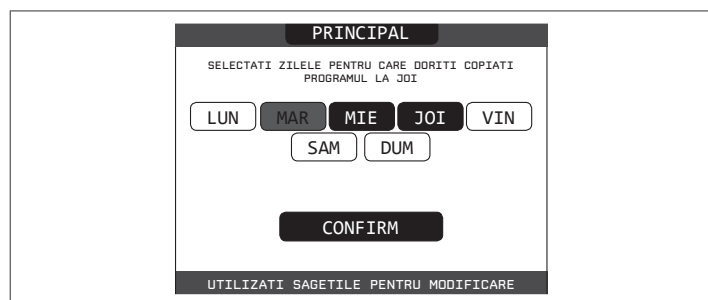 PRINCIPAL
SELECTATI ZILELE PENTRU CARE DORITI COPIATI
PROGRAMUL LA JOI
LUN MAR MIE JOI VIN
SAM DUM
CONFIRM
UTILIZATI SAGETILE PENTRU MODIFICARE